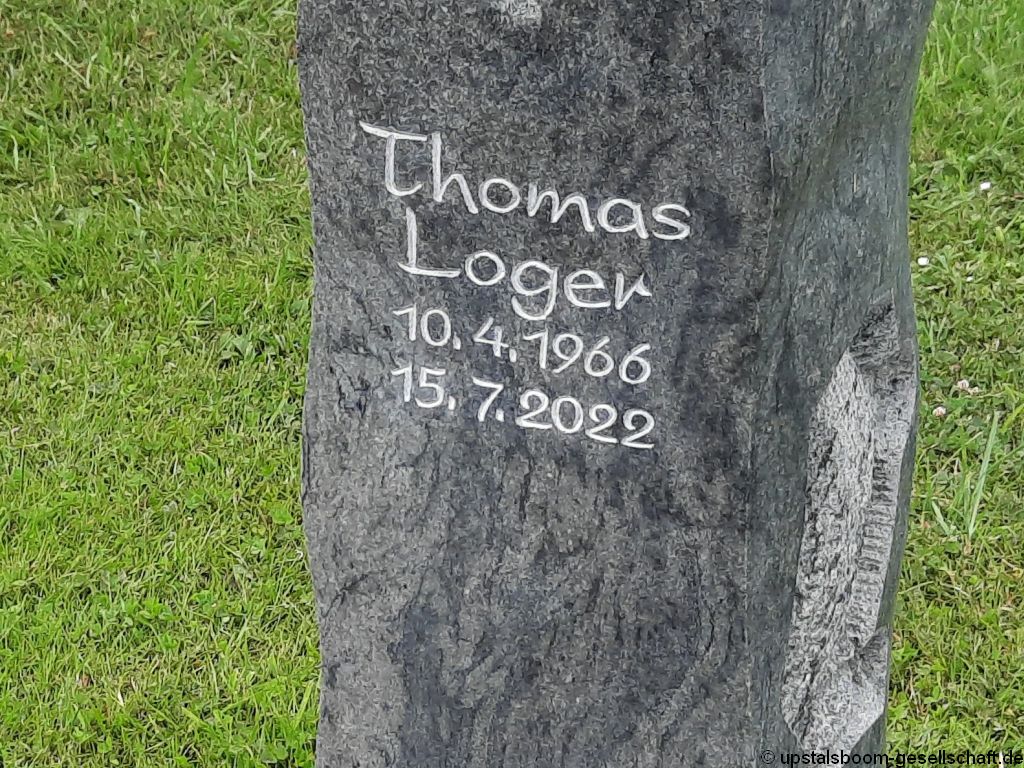 Thomas
Loger
10.4.1966
15.7.2022
© upstalsboom-gesellschaft.de